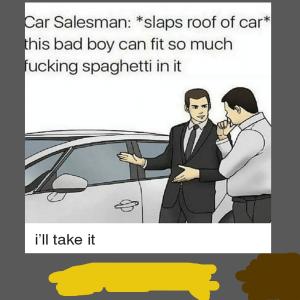 Car Salesman: *slaps roof of car*
this bad boy can fit so much
fucking spaghetti in it
i'll take it